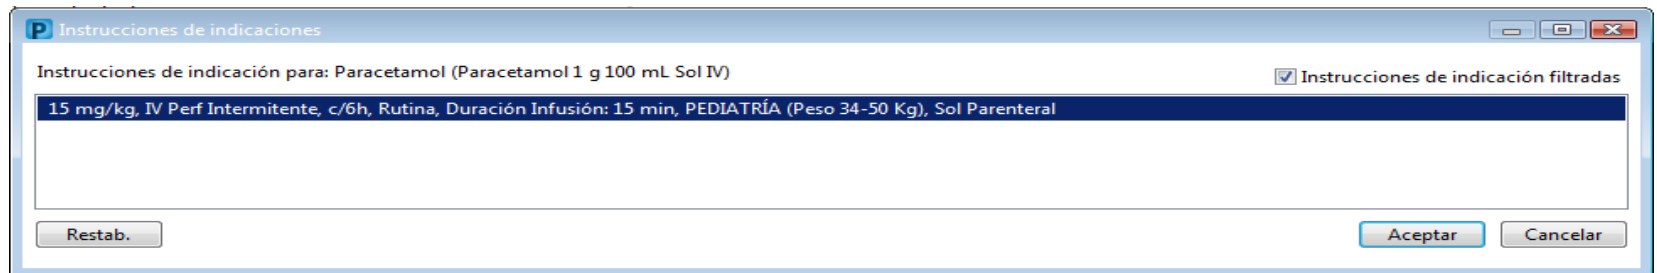 P Instrucciones de indicaciones
Instrucciones de indicación para: Paracetamol (Paracetamol 1 g 100 mL Sol IV)
Instrucciones de indicación filtradas
15 mg/kg, IV Perf Intermitente, c/6h, Rutina, Duración Infusión: 15 min, PEDIATRÍA (Peso 34-50 Kg), Sol Parenteral
Restab.
Aceptar
Cancelar